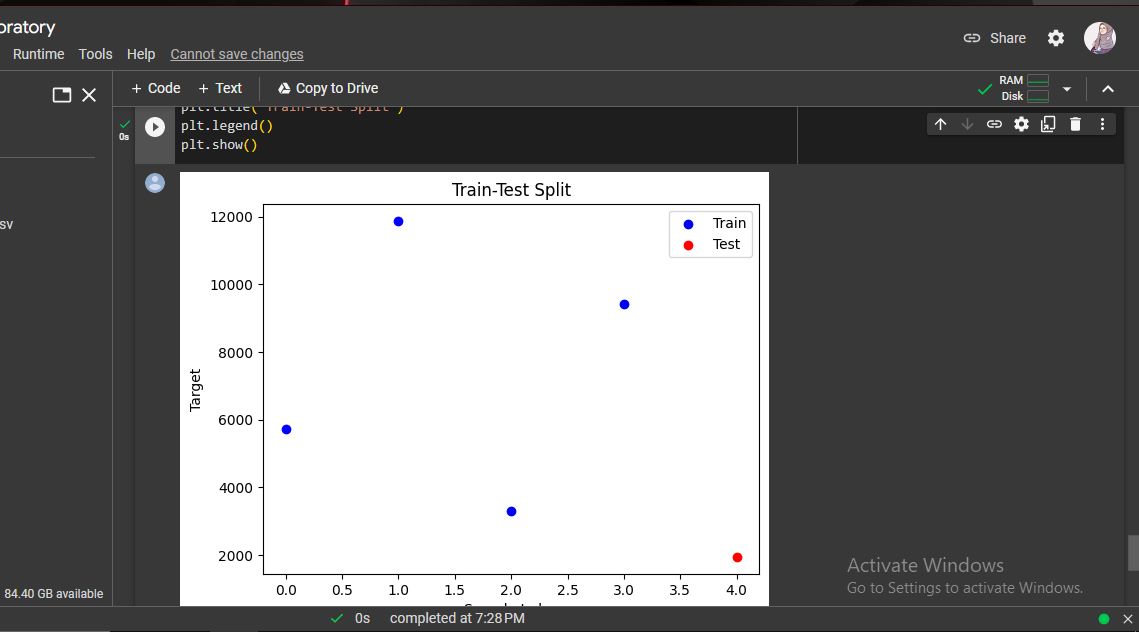 oratory
Runtime Tools Help Cannot save changes
Share
+ Code + Text Copy to Drive
RAM
Disk
plt.title("Train-Test Split")
0s
plt.legend()
plt.show()
sv
Train-Test Split
Train
Test
12000
10000
8000
6000
4000
2000
Target
0.0 0.5 1.0 1.5 2.0 2.5 3.0 3.5 4.0
Activate Windows
Go to Settings to activate Windows.
84.40 GB available
0s completed at 7:28 PM